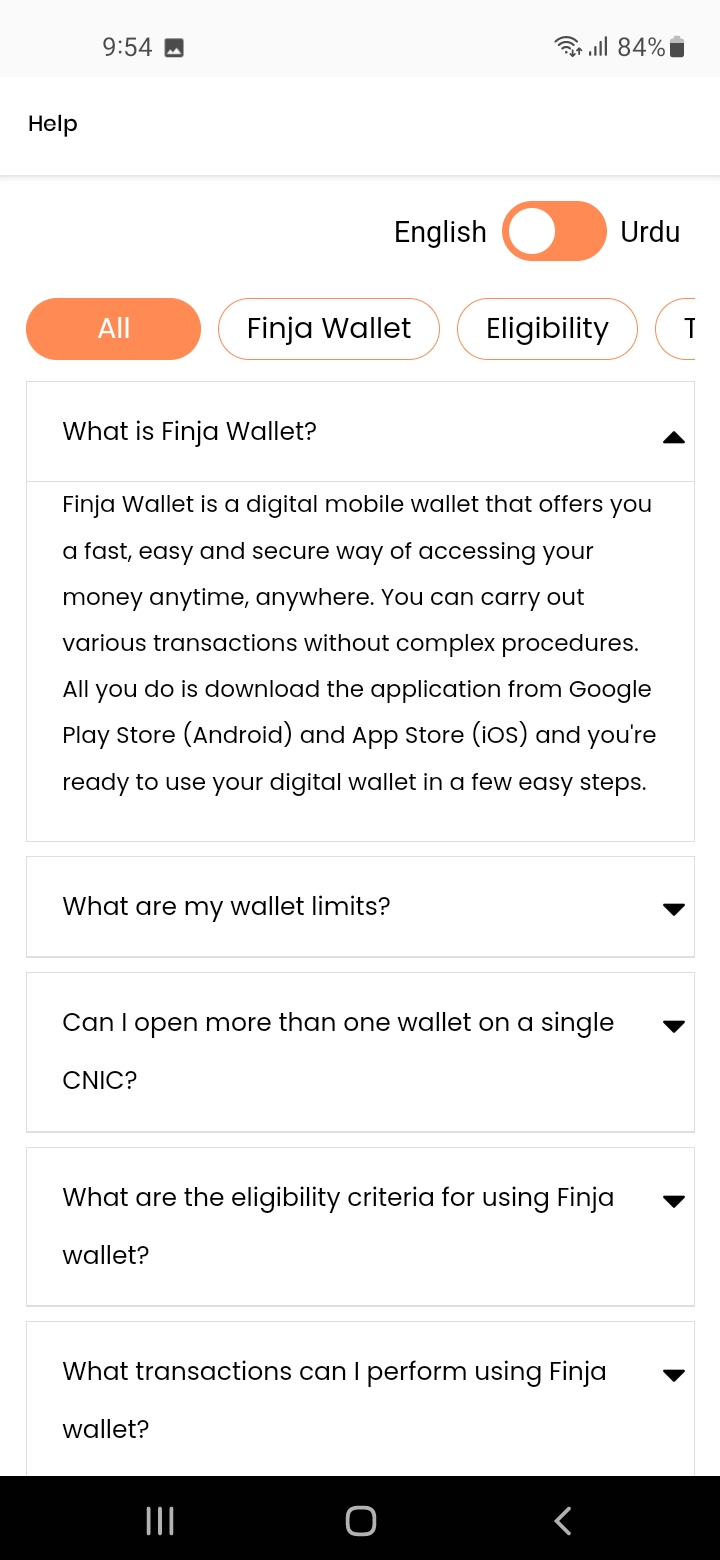 9:54
84%
Help
English Urdu
All Finja Wallet Eligibility T
What is Finja Wallet?
Finja Wallet is a digital mobile wallet that offers you
a fast, easy and secure way of accessing your
money anytime, anywhere. You can carry out
various transactions without complex procedures.
All you do is download the application from Google
Play Store (Android) and App Store (iOS) and you're
ready to use your digital wallet in a few easy steps.
What are my wallet limits?
Can I open more than one wallet on a single
CNIC?
What are the eligibility criteria for using Finja
wallet?
What transactions can I perform using Finja
wallet?